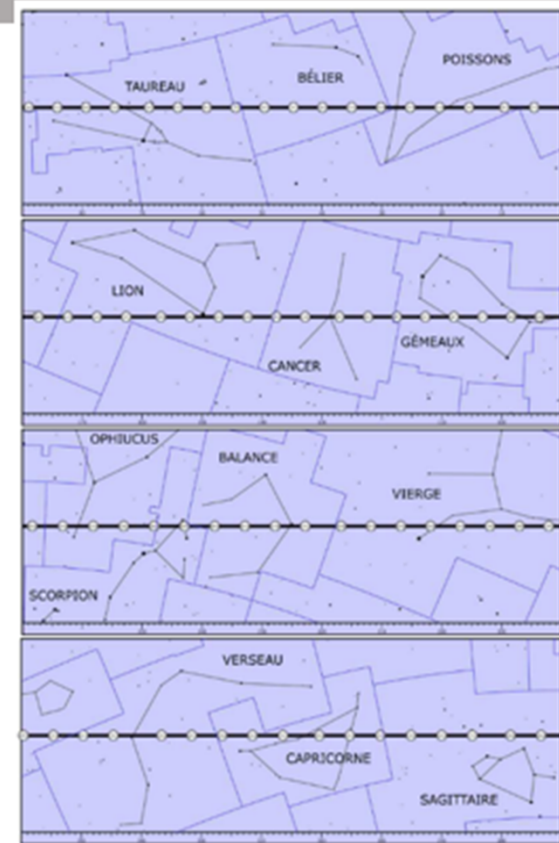 POISSONS
BÉLIER
TAUREAU
LION
GÉMEAUX
CANCER
OPHIUCUS
BALANCE
VIERGE
SCORPION
VERSEAU
CAPRICORNE
SAGITTAIRE